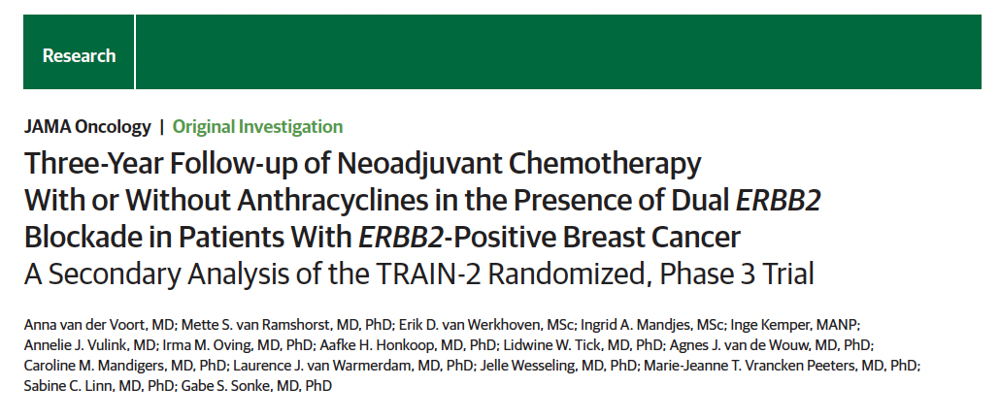 Research
JAMA Oncology | Original Investigation
Three-Year Follow-up of Neoadjuvant Chemotherapy
With or Without Anthracyclines in the Presence of Dual ERBB2
Blockade in Patients With ERBB2-Positive Breast Cancer
A Secondary Analysis of the TRAIN-2 Randomized, Phase 3 Trial
Anna van der Voort, MD; Mette S. van Ramshorst, MD, PhD; Erik D. van Werkhoven, MSc; Ingrid A. Mandjes, MSc; Inge Kemper, MANP;
Annelie J. Vulink, MD; Irma M. Oving, MD, PhD; Aafke H. Honkoop, MD, PhD; Lidwine W. Tick, MD, PhD; Agnes J. van de Wouw, MD, PhD;
Caroline M. Mandigers, MD, PhD; Laurence J. van Warmerdam, MD, PhD; Jelle Wesseling, MD, PhD; Marie-Jeanne T. Vrancken Peeters, MD, PhD;
Sabine C. Linn, MD, PhD; Gabe S. Sonke, MD, PhD